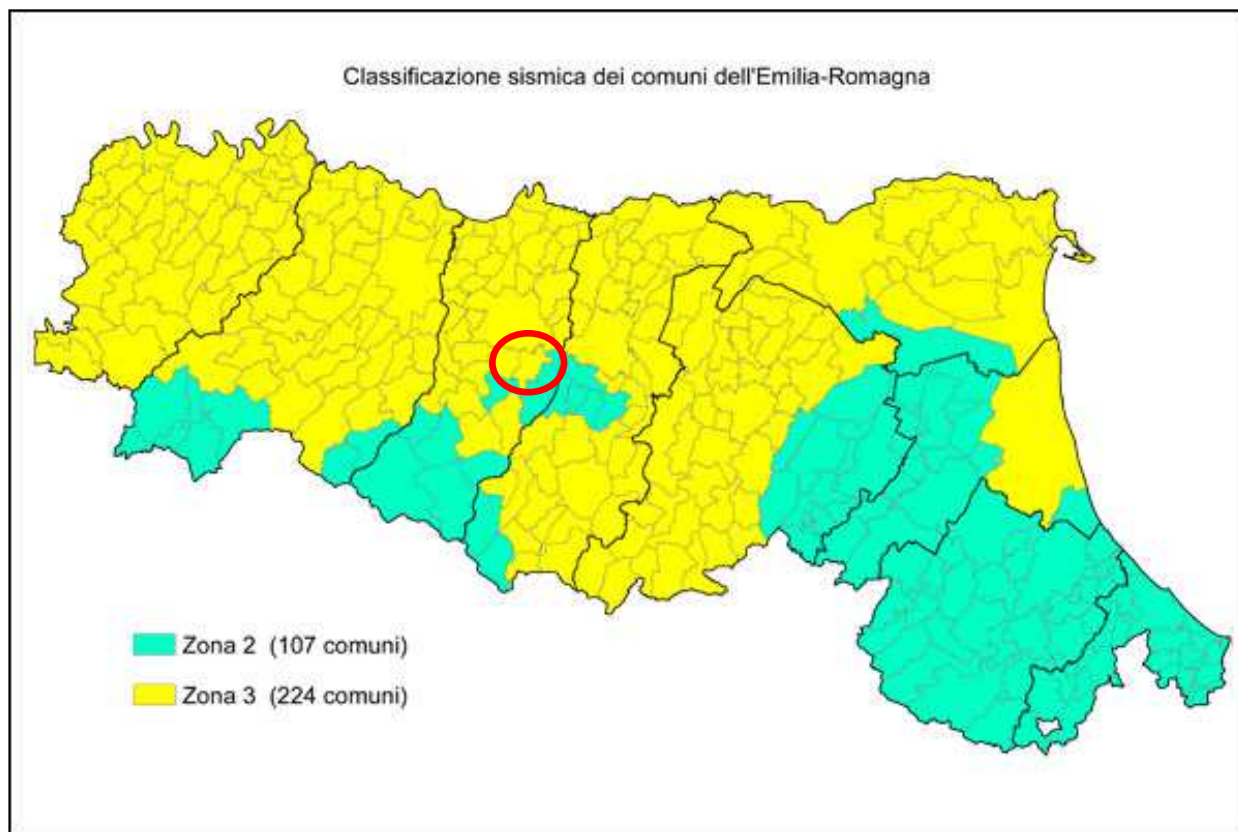 Classificazione sismica dei comuni dell'Emilia-Romagna
Zona 2 (107 comuni)
Zona 3 (224 comuni)